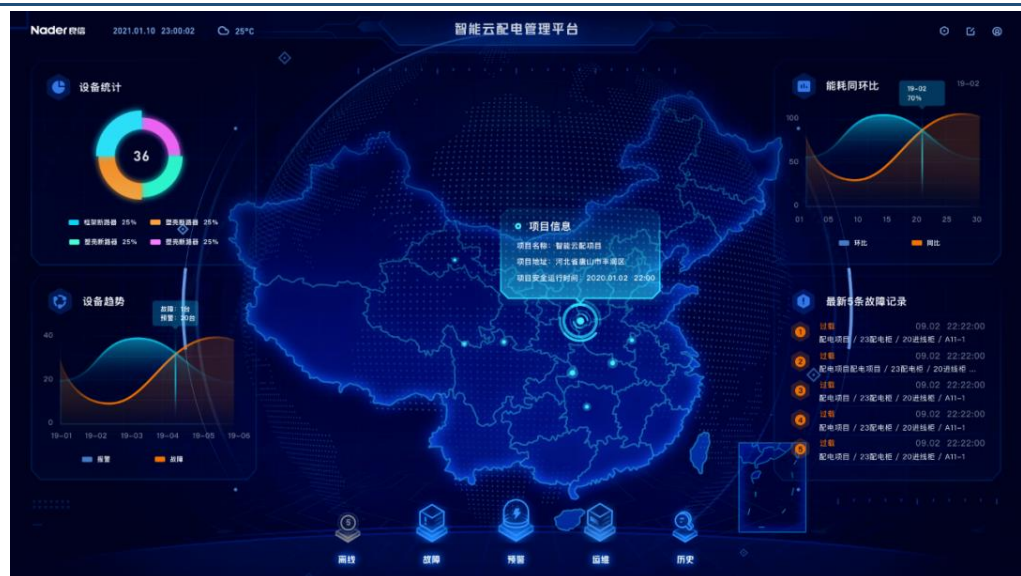 Nader 良信 2021.01.10 23:00:02 25°C
智能云配电管理平台
设备统计
36
框架断路器 25% 塑壳断路器 25%
塑壳断路器 25% 塑壳断路器 25%
设备趋势
故障：1台
预警：20台
40
20
0
19-01 19-02 19-03 19-04 18-05 19-06
报警 故障
项目信息
项目名称：智能云配项目
项目地址：河北省唐山市丰润区
项目安全运行时间：2020.01.02 22:00
能耗同环比
19-02
19-02
70%
100
50
0
01 05 10 15 20 25 30
环比 同比
最新5条故障记录
1 过载 09.02 22:22:00
配电项目 / 23配电柜 / 20进线柜 / A11-1
2 过载 09.02 22:22:00
配电项目配电项目 / 23配电柜 / 20进线柜 ...
3 过载 09.02 22:22:00
配电项目 / 23配电柜 / 20进线柜 / A11-1
4 过载 09.02 22:22:00
配电项目 / 23配电柜 / 20进线柜 / A11-1
5 过载 09.02 22:22:00
配电项目 / 23配电柜 / 20进线柜 / A11-1
离线 故障 预警 运维 历史